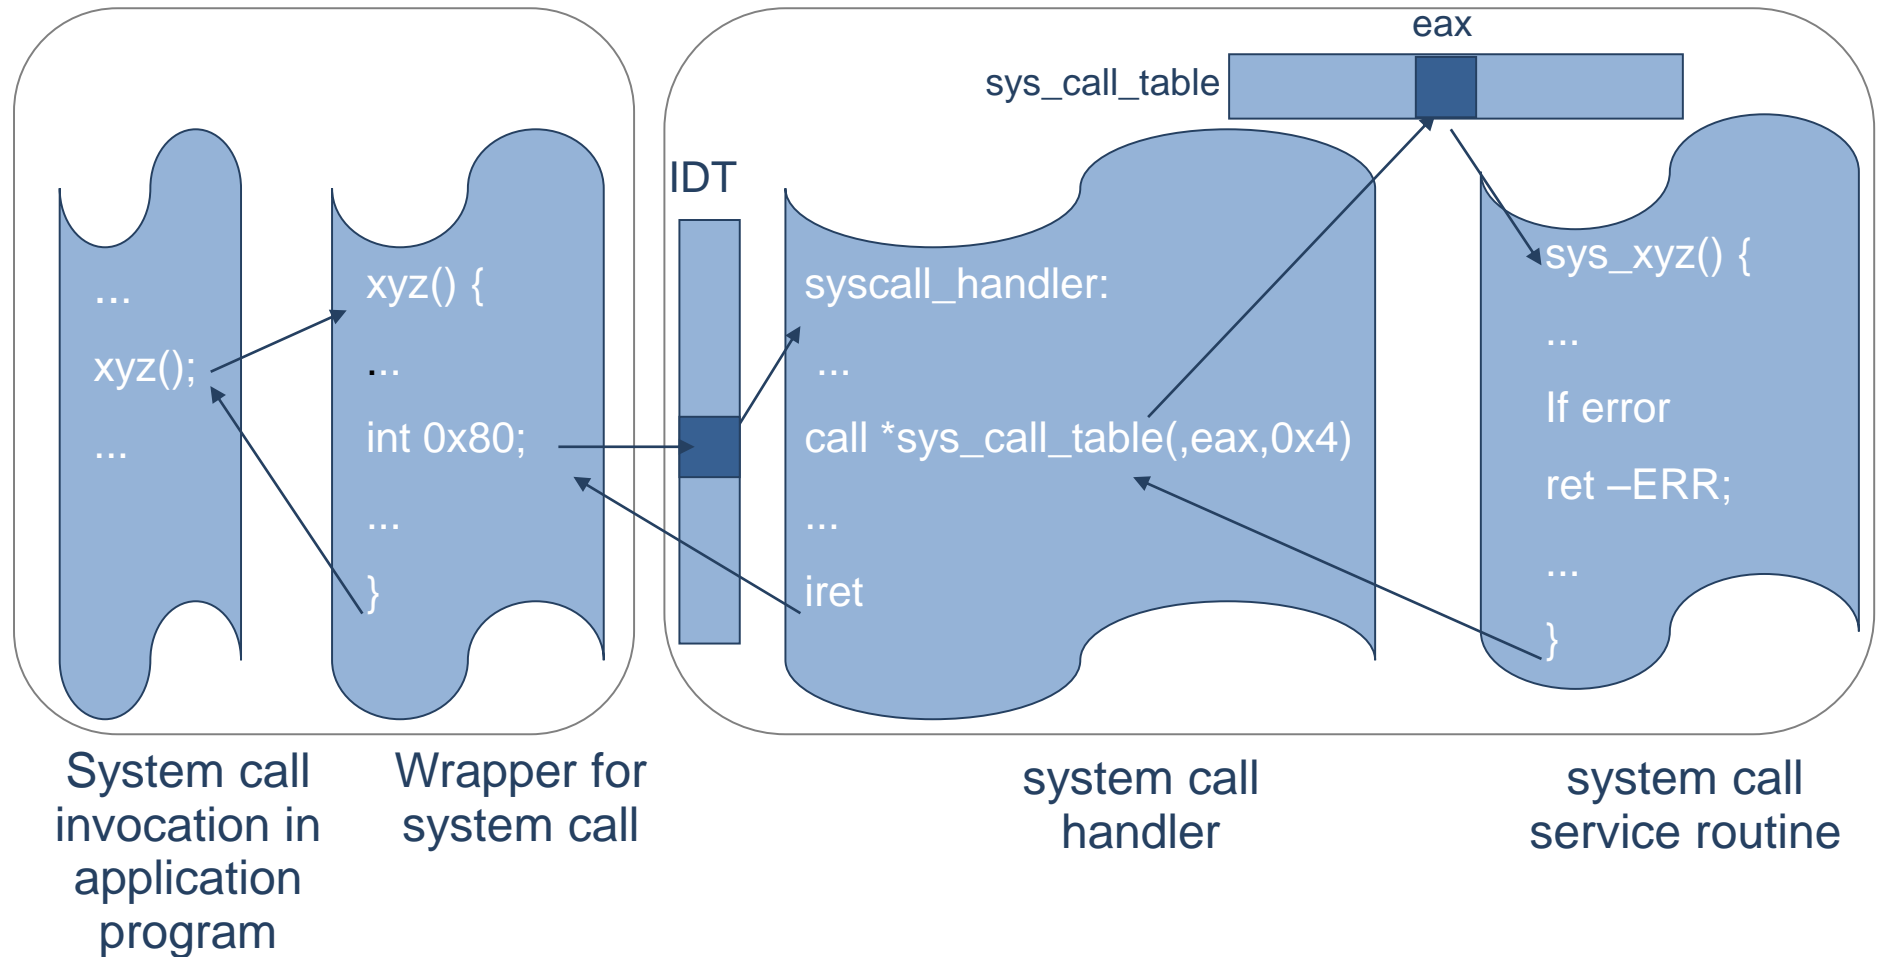 eax
sys_call_table
IDT
...
xyz();
...
xyz() {
...
int 0x80;
...
}
syscall_handler:
...
call *sys_call_table(,eax,0x4)
...
iret
sys_xyz() {
...
If error
ret –ERR;
...
}
System call
invocation in
application
program
Wrapper for
system call
system call
handler
system call
service routine